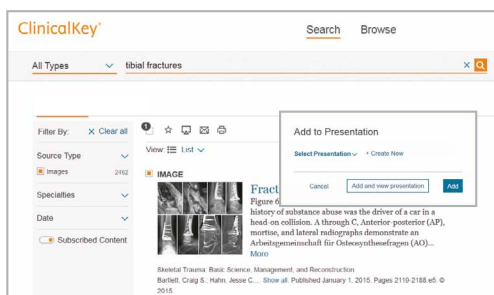 ClinicalKey®
Search Browse
All Types tibial fractures
Filter By: × Clear all
Source Type
Images 2462
Specialties
Date
Subscribed Content
1
View: List
IMAGE
Fract
Figure 6
history of substance abuse was the driver of a car in a
head-on collision. A through C, Anterior-posterior (AP),
mortise, and lateral radiographs demonstrate an
Arbeitsgemeinschaft für Osteosynthesefragen (AO)...
More
Skeletal Trauma: Basic Science, Management, and Reconstruction
Bartlett, Craig S., Hahn, Jesse C.... Show all. Published January 1, 2015. Pages 2119-2188.e5. ©
2015.
Add to Presentation
Select Presentation + Create New
Cancel Add and view presentation Add